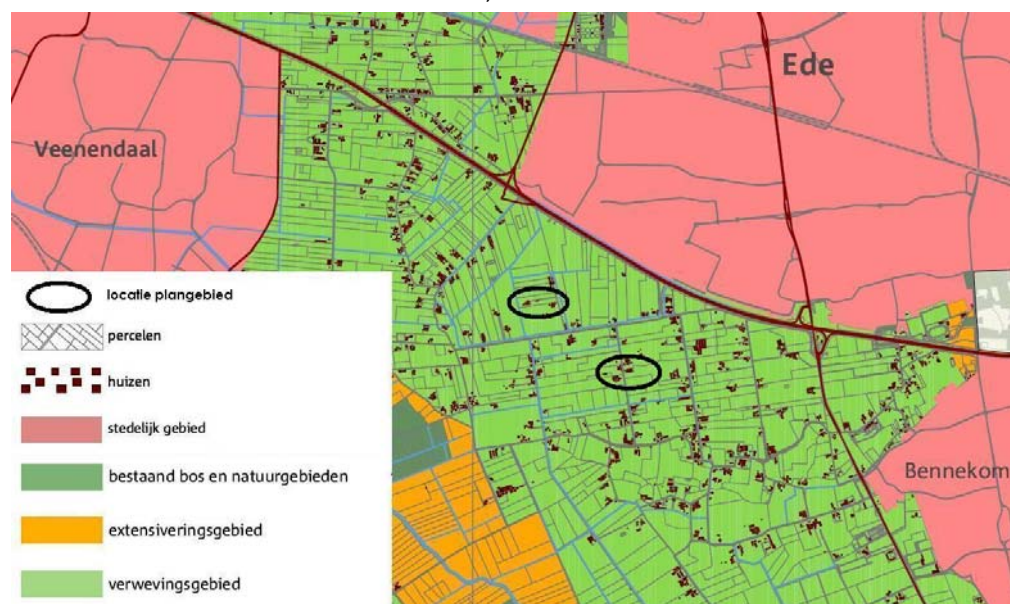 Ede
Veenendaal
locatie plangebied
percelen
huizen
stedelijk gebied
bestaand bos en natuurgebieden
Bennekom
extensiveringsgebied
verwevingsgebied